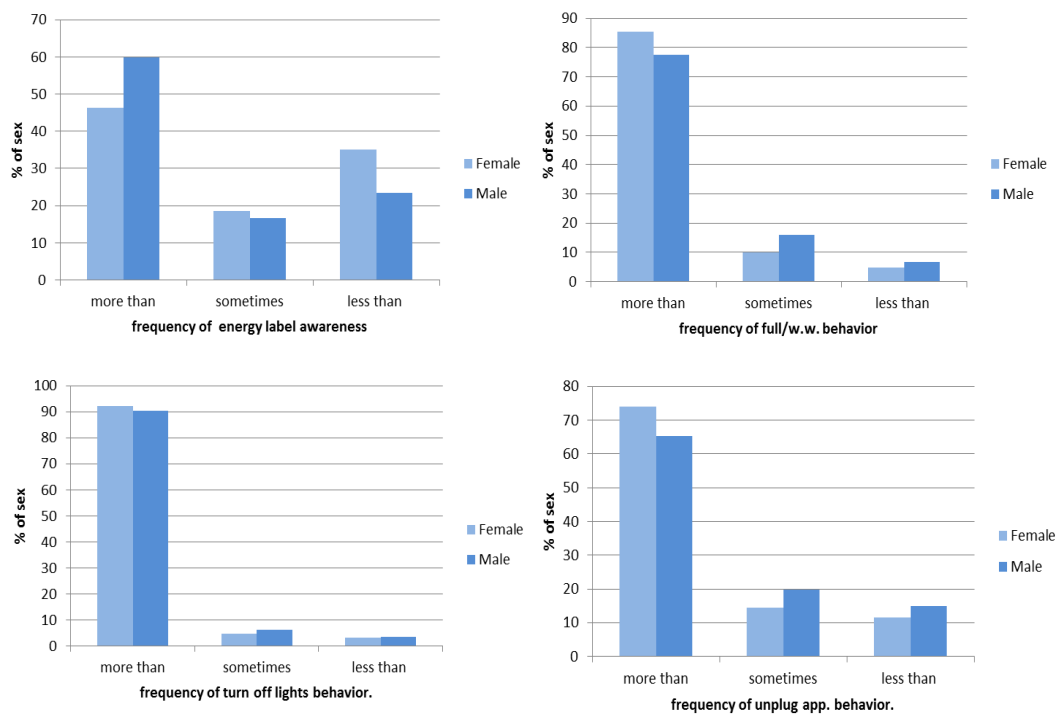 70
60
50
40
30
20
10
0
% of sex
more than sometimes less than
frequency of energy label awareness
Female
Male
90
80
70
60
50
40
30
20
10
0
% of sex
more than sometimes less than
frequency of full/w.w. behavior
Female
Male
100
90
80
70
60
50
40
30
20
10
0
% of sex
more than sometimes less than
frequency of turn off lights behavior.
Female
Male
80
70
60
50
40
30
20
10
0
% of sex
more than sometimes less than
frequency of unplug app. behavior.
Female
Male